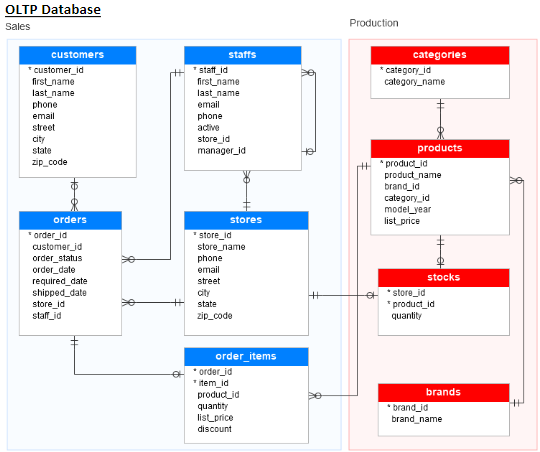 OLTP Database
Sales
Production
customers
* customer_id
first_name
last_name
phone
email
street
city
state
zip_code
staffs
* staff_id
first_name
last_name
email
phone
active
store_id
manager_id
categories
* category_id
category_name
products
* product_id
product_name
brand_id
category_id
model_year
list_price
orders
* order_id
customer_id
order_status
order_date
required_date
shipped_date
store_id
staff_id
stores
* store_id
store_name
phone
email
street
city
state
zip_code
stocks
* store_id
* product_id
quantity
order_items
* order_id
* item_id
product_id
quantity
list_price
discount
brands
* brand_id
brand_name